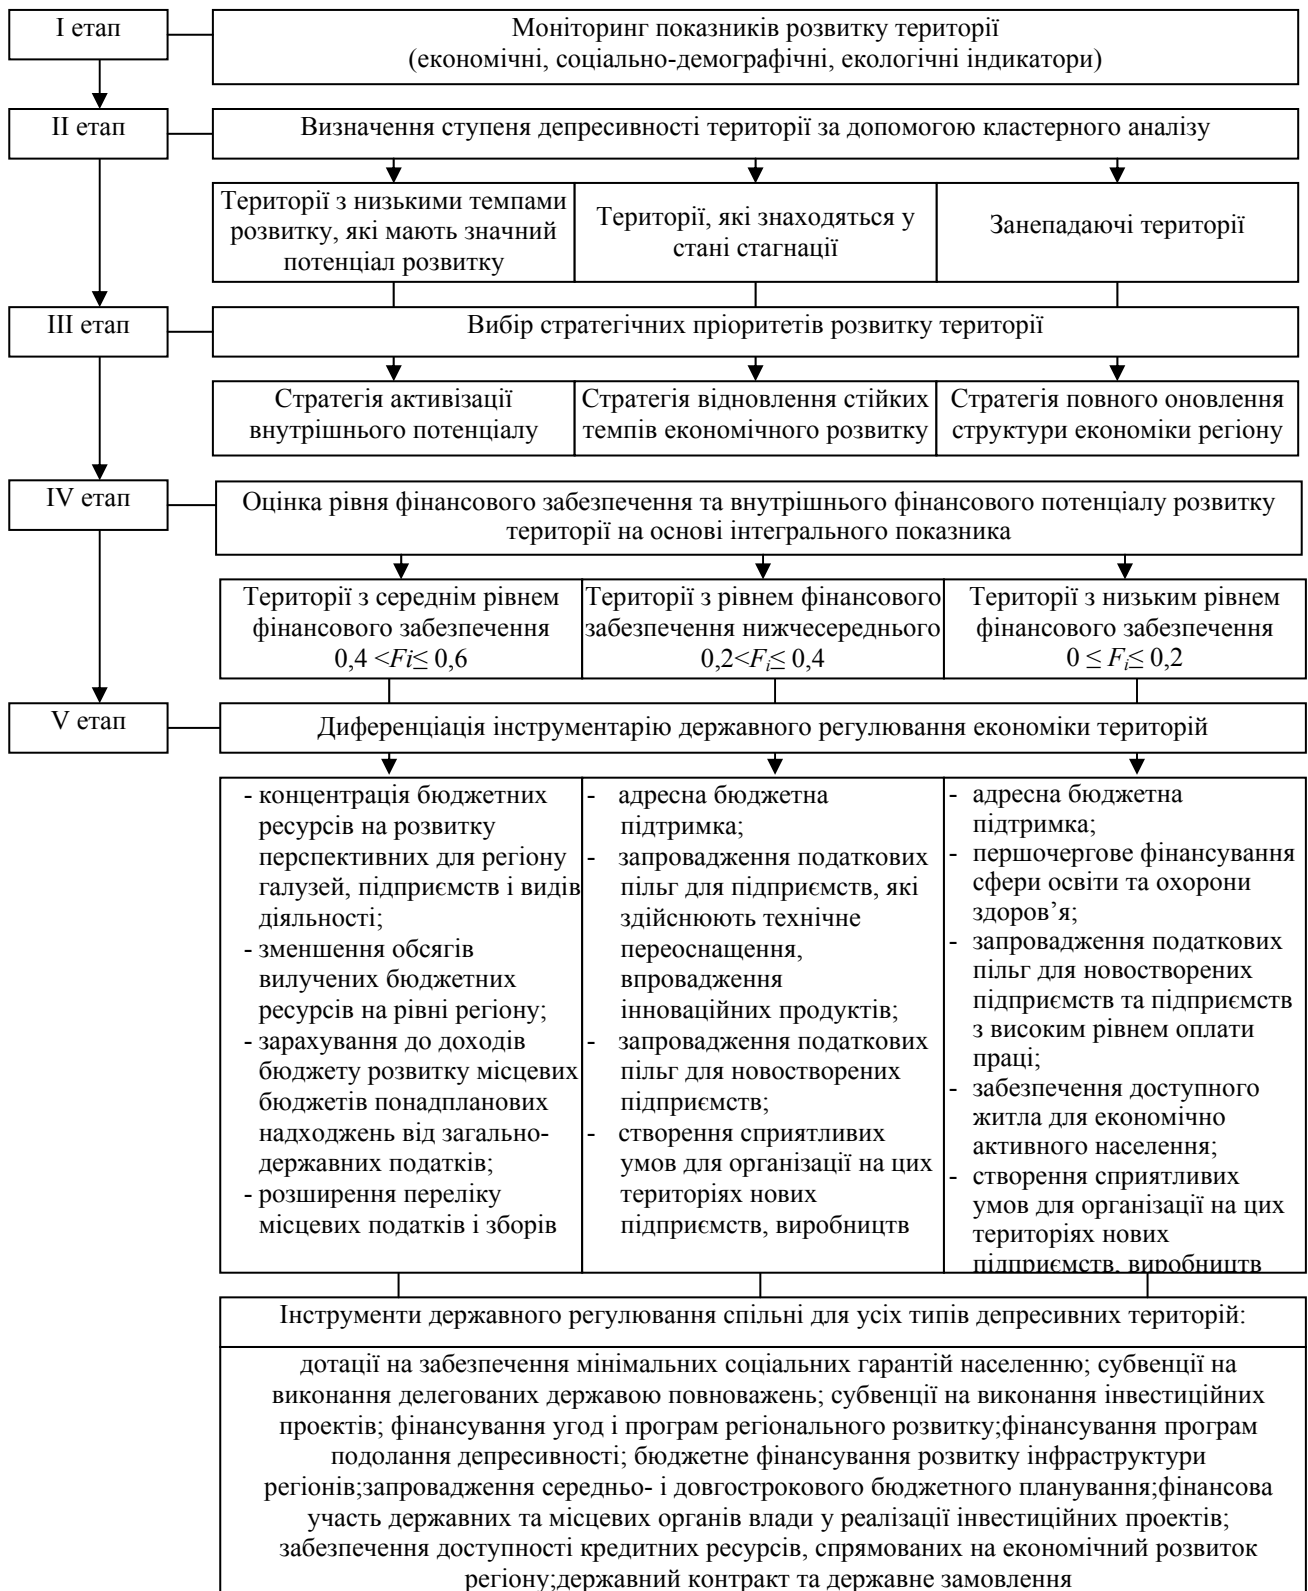 I етап
Моніторинг показників розвитку території
(економічні, соціально-демографічні, екологічні індикатори)
II етап
Визначення ступеня депресивності території за допомогою кластерного аналізу
Території з низькими темпами
розвитку, які мають значний
потенціал розвитку
Території, які знаходяться у
стані стагнації
Занепадаючі території
III етап
Вибір стратегічних пріоритетів розвитку території
Стратегія активізації
внутрішнього потенціалу
Стратегія відновлення стійких
темпів економічного розвитку
Стратегія повного оновлення
структури економіки регіону
IV етап
Оцінка рівня фінансового забезпечення та внутрішнього фінансового потенціалу розвитку
території на основі інтегрального показника
Території з середнім рівнем
фінансового забезпечення
0,4 <Fi≤ 0,6
Території з рівнем фінансового
забезпечення нижчесереднього
0,2<Fi≤ 0,4
Території з низьким рівнем
фінансового забезпечення
0 ≤ Fi≤ 0,2
V етап
Диференціація інструментарію державного регулювання економіки територій
- концентрація бюджетних
ресурсів на розвитку
перспективних для регіону
галузей, підприємств і видів
діяльності;
- зменшення обсягів
вилучених бюджетних
ресурсів на рівні регіону;
- зарахування до доходів
бюджету розвитку місцевих
бюджетів понадпланових
надходжень від загально-
державних податків;
- розширення переліку
місцевих податків і зборів
- адресна бюджетна
підтримка;
- запровадження податкових
пільг для підприємств, які
здійснюють технічне
переоснащення,
впровадження
інноваційних продуктів;
- запровадження податкових
пільг для новостворених
підприємств;
- створення сприятливих
умов для організації на цих
територіях нових
підприємств, виробництв
- адресна бюджетна
підтримка;
- першочергове фінансування
сфери освіти та охорони
здоров’я;
- запровадження податкових
пільг для новостворених
підприємств та підприємств
з високим рівнем оплати
праці;
- забезпечення доступного
житла для економічно
активного населення;
- створення сприятливих
умов для організації на цих
територіях нових
підприємств, виробництв
Інструменти державного регулювання спільні для усіх типів депресивних територій:
дотації на забезпечення мінімальних соціальних гарантій населенню; субвенції на
виконання делегованих державою повноважень; субвенції на виконання інвестиційних
проектів; фінансування угод і програм регіонального розвитку;фінансування програм
подолання депресивності; бюджетне фінансування розвитку інфраструктури
регіонів;запровадження середньо- і довгострокового бюджетного планування;фінансова
участь державних та місцевих органів влади у реалізації інвестиційних проектів;
забезпечення доступності кредитних ресурсів, спрямованих на економічний розвиток
регіону;державний контракт та державне замовлення